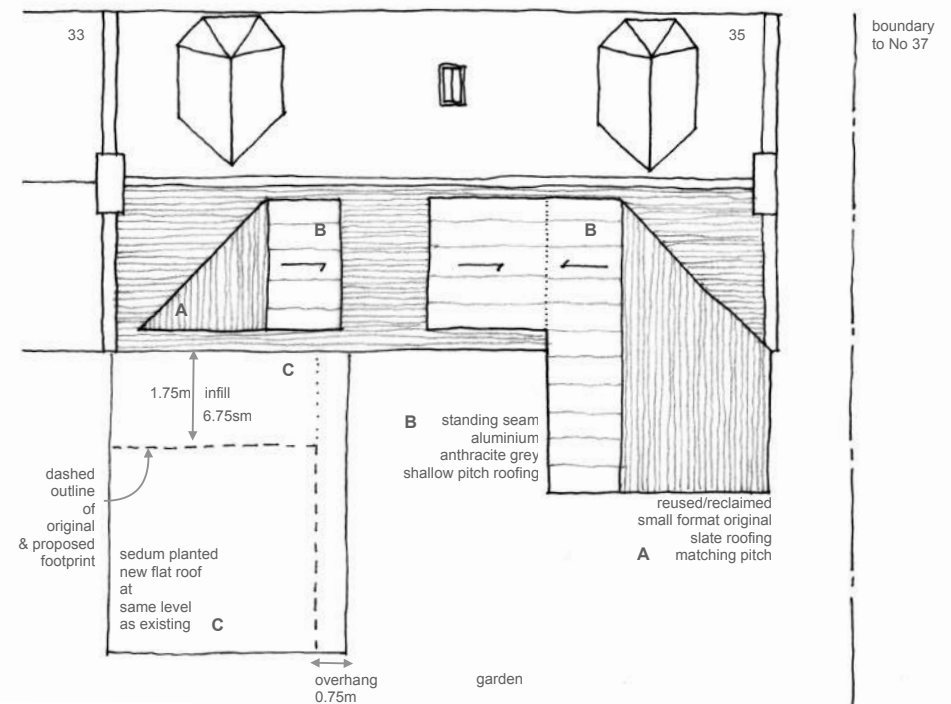 33
35
boundary
to No 37
B
B
A
C
1.75m infill
6.75sm
B standing seam
aluminium
anthracite grey
shallow pitch roofing
dashed
outline
of
original
& proposed
footprint
reused/reclaimed
small format original
slate roofing
A matching pitch
sedum planted
new flat roof
at
same level
as existing C
overhang
0.75m
garden